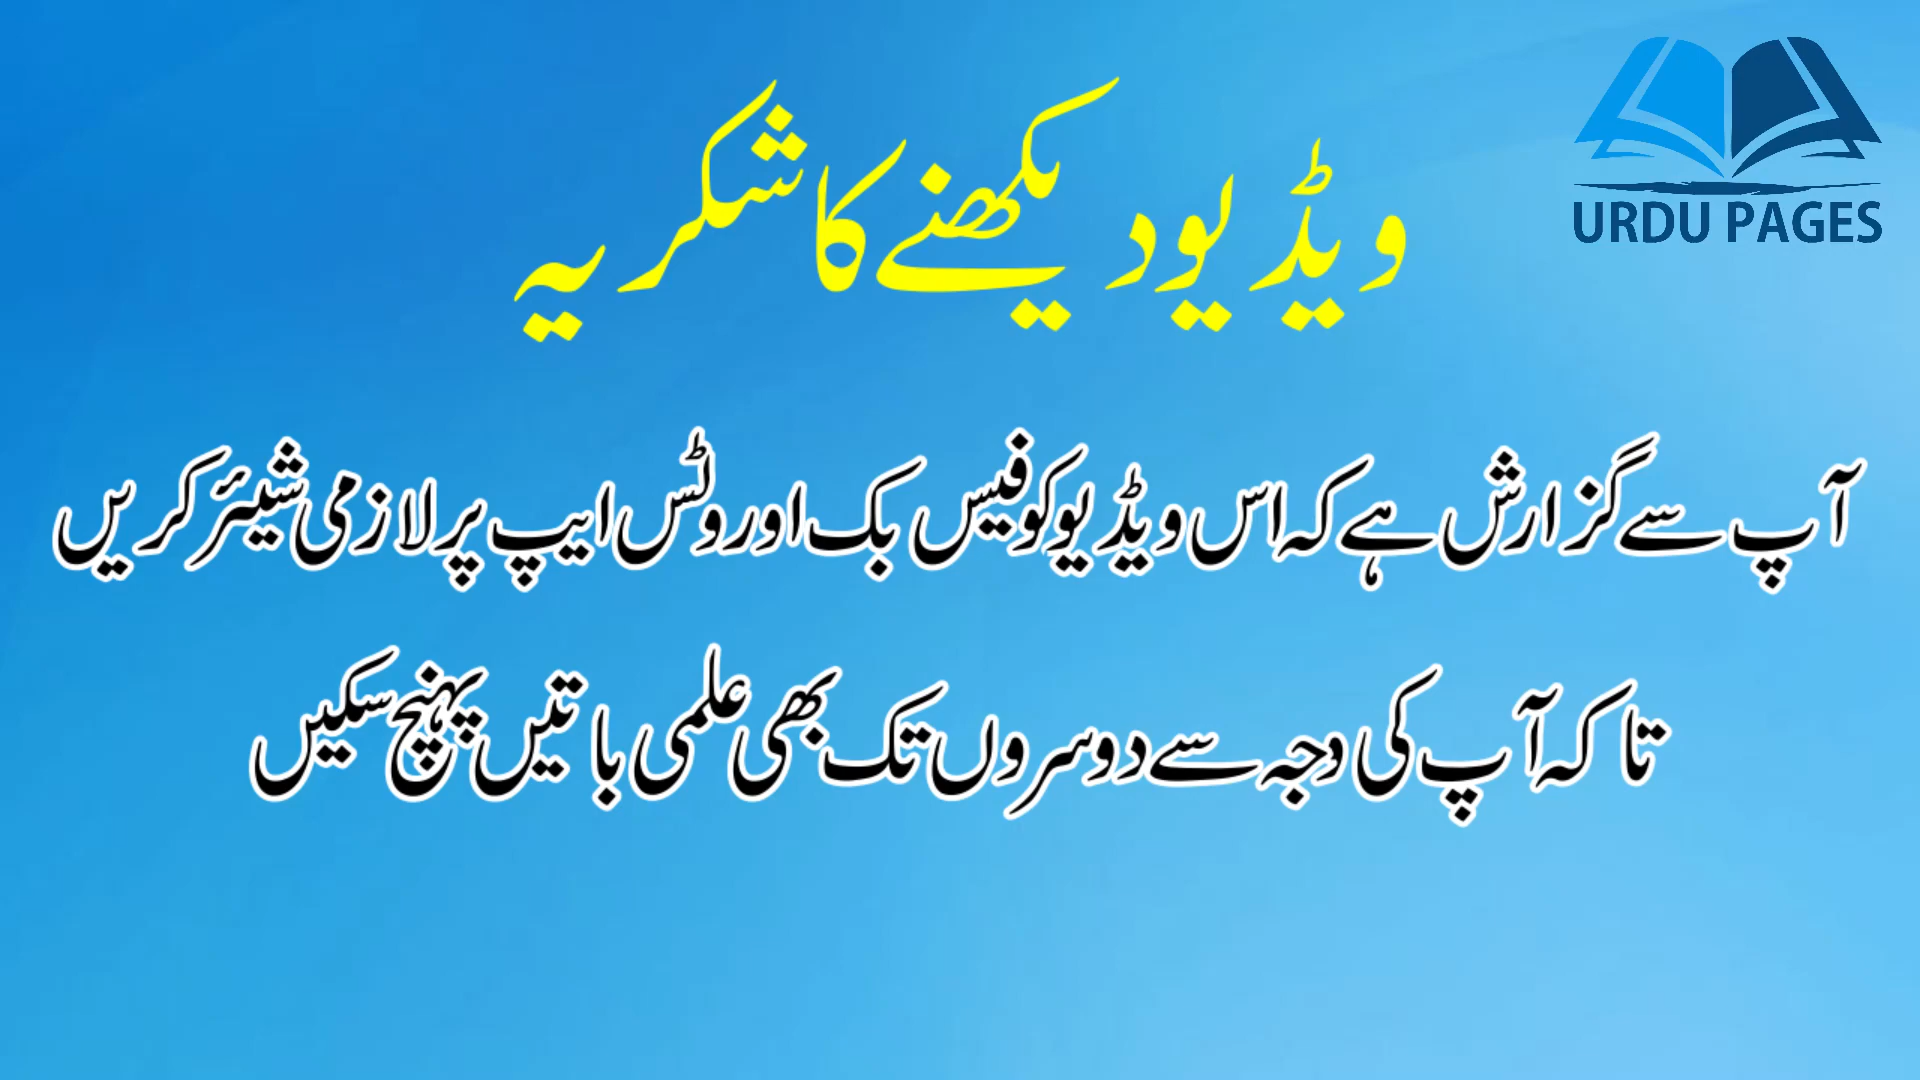 ویڈیو دیکھنے کا شکریہ
URDU PAGES
آپ سے گزارش ہے کہ اس ویڈیو کو فیس بک اور وٹس ایپ پر لازمی شیئر کریں
تاکہ آپ کی وجہ سے دوسروں تک بھی علمی باتیں پہنچ سکیں